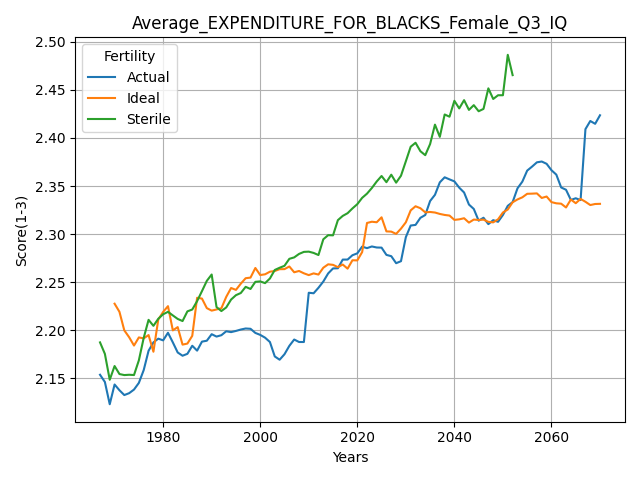 Average_EXPENDITURE_FOR_BLACKS_Female_Q3_IQ
Fertility
Actual
Ideal
Sterile
Score(1-3)
2.50
2.45
2.40
2.35
2.30
2.25
2.20
2.15
1980 2000 2020 2040 2060
Years